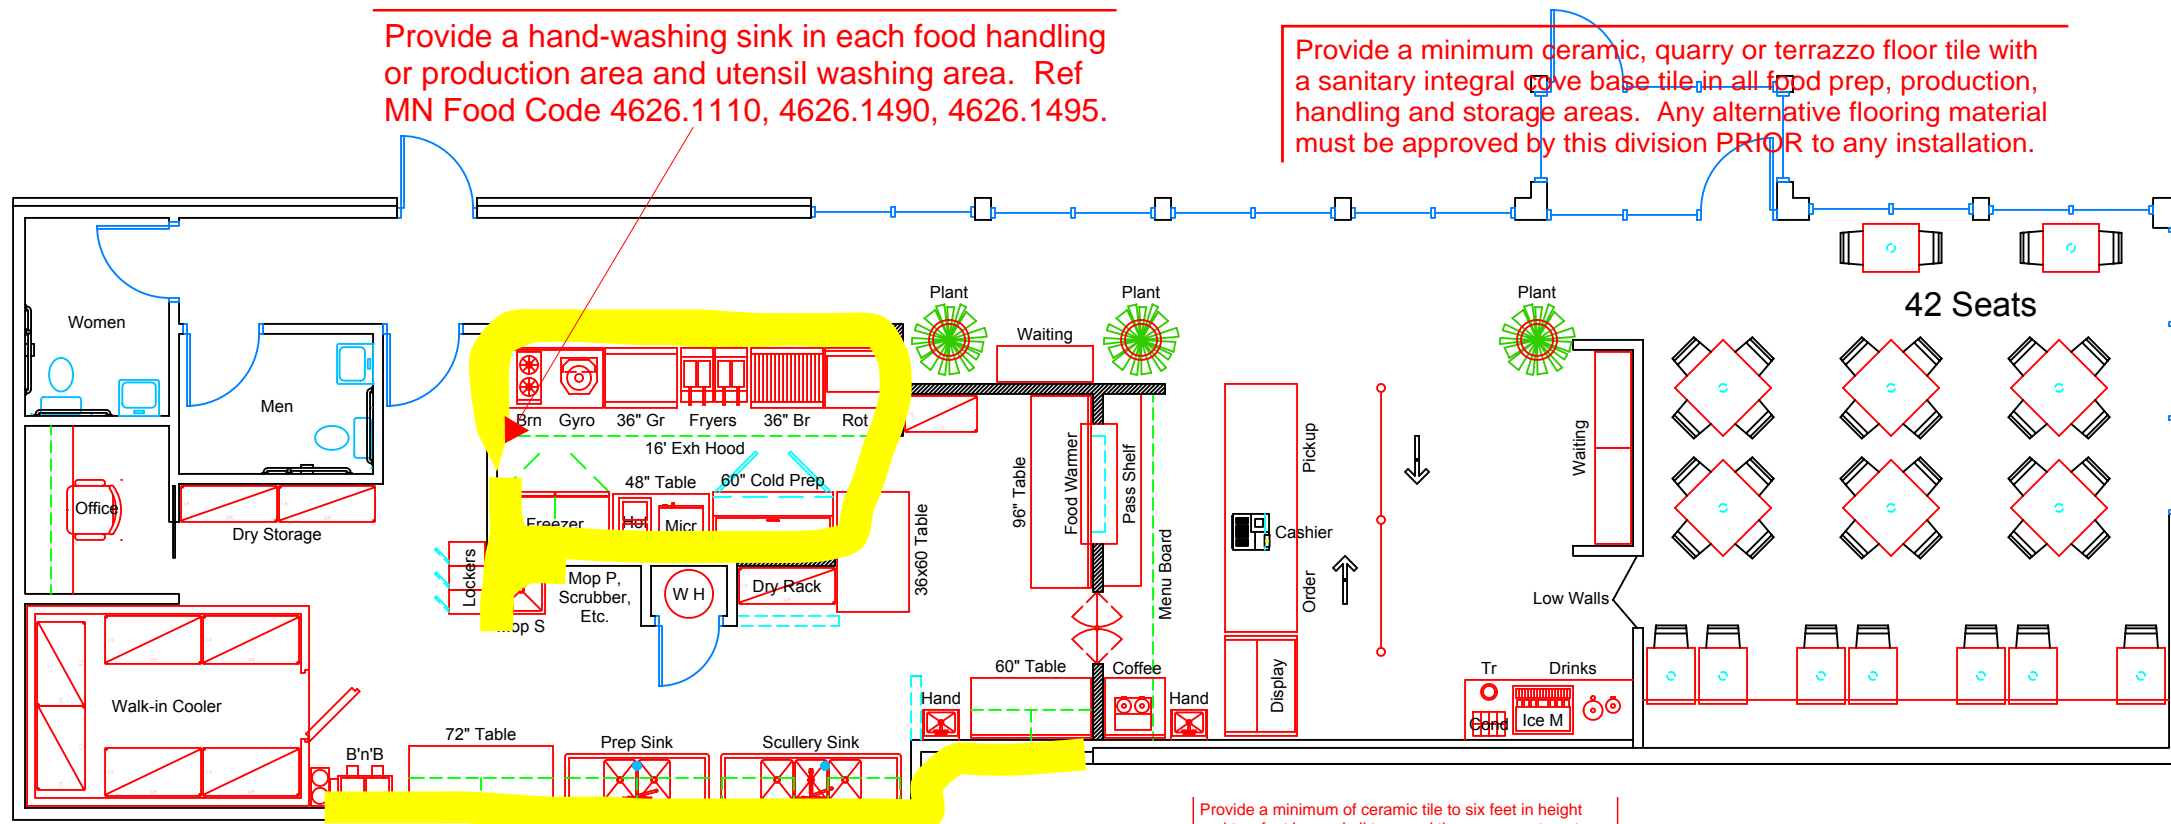 Provide a hand-washing sink in each food handling
or production area and utensil washing area. Ref
MN Food Code 4626.1110, 4626.1490, 4626.1495.
Provide a minimum ceramic, quarry or terrazzo floor tile with
a sanitary integral cove base tile in all food prep, production,
handling and storage areas. Any alternative flooring material
must be approved by this division PRIOR to any installation.
Plant
Plant
Plant
42 Seats
Women
Waiting
Men
Brn
Gyro
36" Gr
Fryers
36" Br
Rot
16' Exh Hood
48" Table
60" Cold Prep
Office
Dry Storage
Freezer
Hot
Micr
96" Table
Food Warmer
Pass Shelf
Pickup
Waiting
Cashier
36x60 Table
Menu Board
Order
Lockers
Mop P,
Scrubber,
Etc.
W H
Dry Rack
Low Walls
Mop S
60" Table
Coffee
Tr
Drinks
Hand
Hand
Display
Walk-in Cooler
Cond
Ice M
72" Table
Prep Sink
Scullery Sink
B'n'B
Provide a minimum of ceramic tile to six feet in height